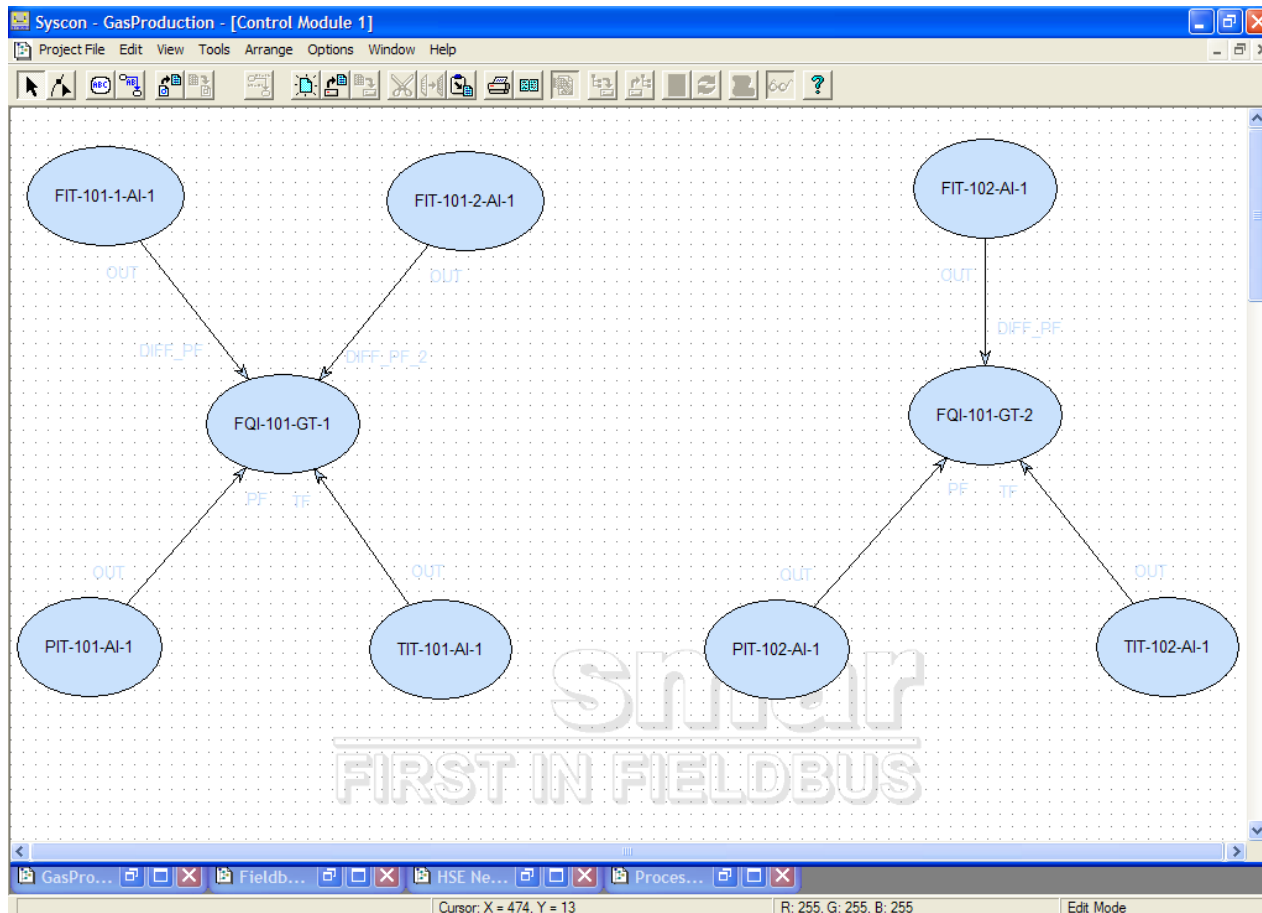 Syscon - GasProduction - [Control Module 1]
Project File Edit View Tools Arrange Options Window Help
ABC AB
FIT-101-1-AI-1
FIT-101-2-AI-1
FIT-102-AI-1
OUT
OUT
OUT
DIFF_PF
DIFF_PF_2
DIFF_PF
FQI-101-GT-1
FQI-101-GT-2
PF TF
PF TF
OUT
OUT
OUT
OUT
PIT-101-AI-1
TIT-101-AI-1
PIT-102-AI-1
TIT-102-AI-1
smar
FIRST IN FIELDBUS
GasPro... Fieldb... HSE Ne... Proces...
Cursor: X = 474, Y = 13 R: 255, G: 255, B: 255 Edit Mode